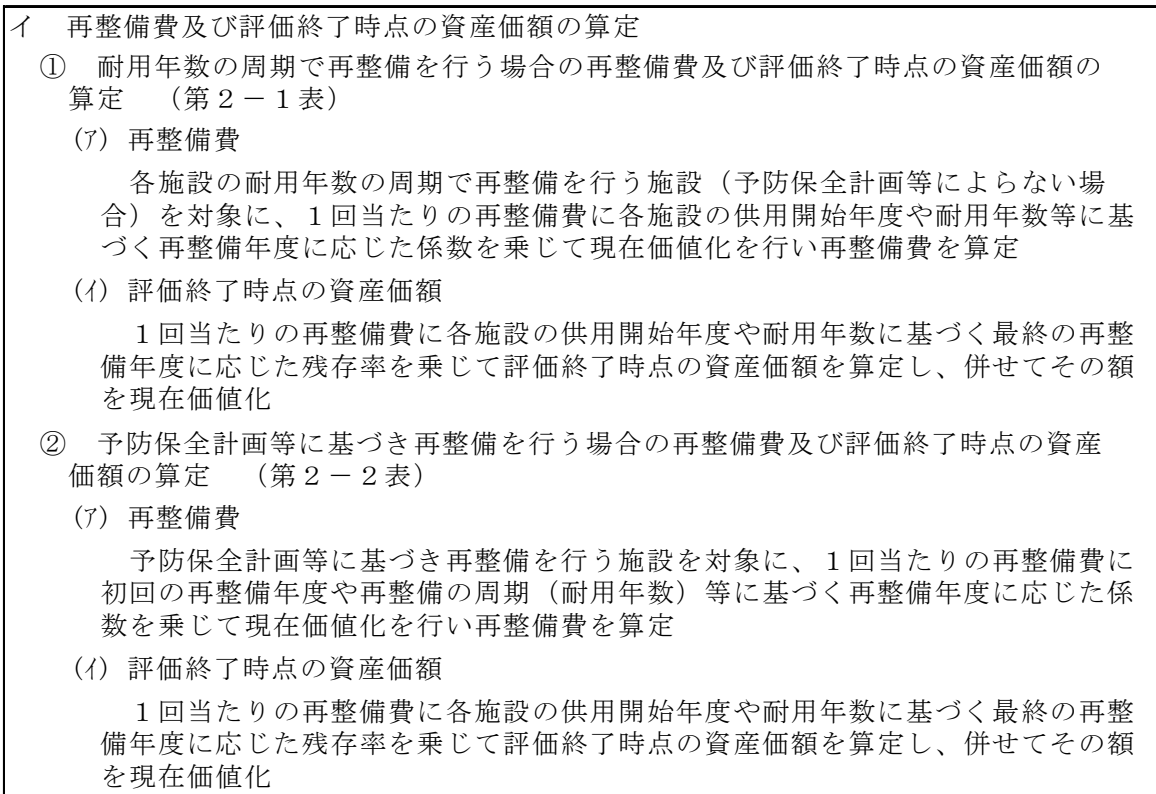 イ　再整備費及び評価終了時点の資産価額の算定
①　耐用年数の周期で再整備を行う場合の再整備費及び評価終了時点の資産価額の
算定　（第２－１表）
(ｱ) 再整備費
各施設の耐用年数の周期で再整備を行う施設（予防保全計画等によらない場
合）を対象に、１回当たりの再整備費に各施設の供用開始年度や耐用年数等に基
づく再整備年度に応じた係数を乗じて現在価値化を行い再整備費を算定
(ｲ) 評価終了時点の資産価額
１回当たりの再整備費に各施設の供用開始年度や耐用年数に基づく最終の再整
備年度に応じた残存率を乗じて評価終了時点の資産価額を算定し、併せてその額
を現在価値化
②　予防保全計画等に基づき再整備を行う場合の再整備費及び評価終了時点の資産
価額の算定　（第２－２表）
(ｱ) 再整備費
予防保全計画等に基づき再整備を行う施設を対象に、１回当たりの再整備費に
初回の再整備年度や再整備の周期（耐用年数）等に基づく再整備年度に応じた係
数を乗じて現在価値化を行い再整備費を算定
(ｲ) 評価終了時点の資産価額
１回当たりの再整備費に各施設の供用開始年度や耐用年数に基づく最終の再整
備年度に応じた残存率を乗じて評価終了時点の資産価額を算定し、併せてその額
を現在価値化